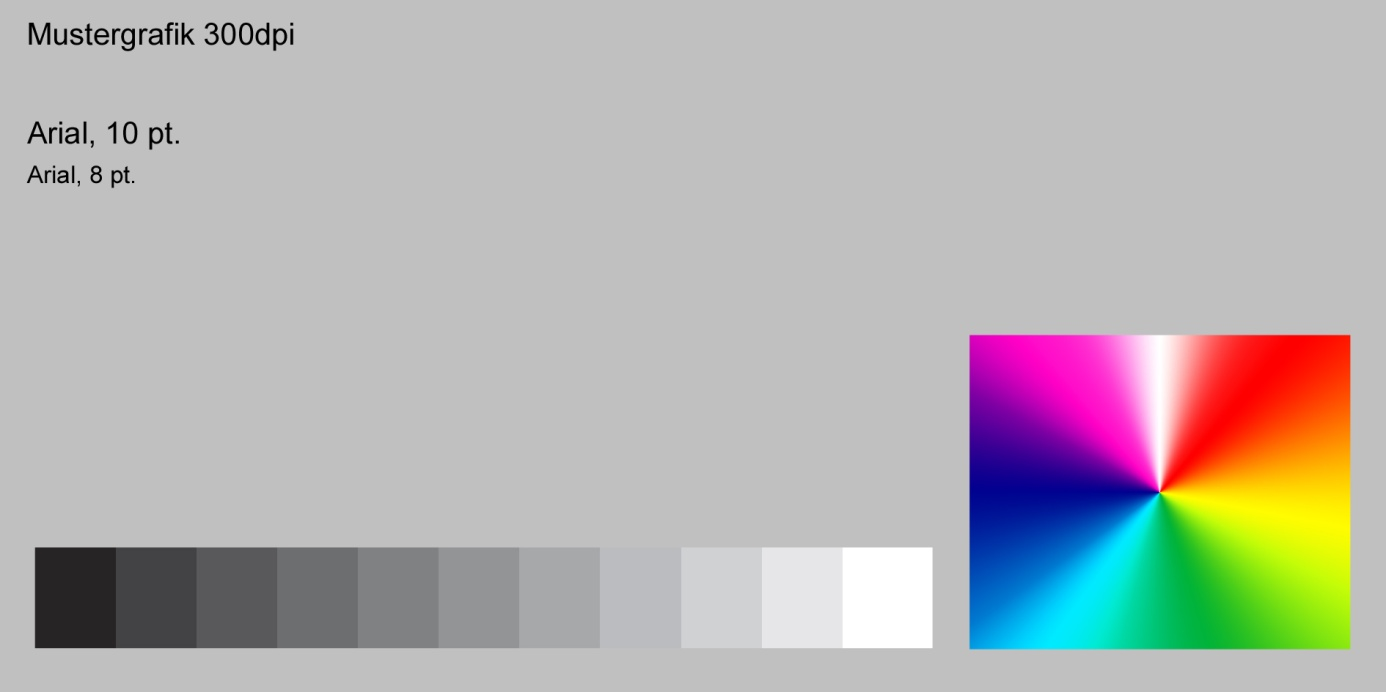 Mustergrafik 300dpi
Arial, 10 pt.
Arial, 8 pt.